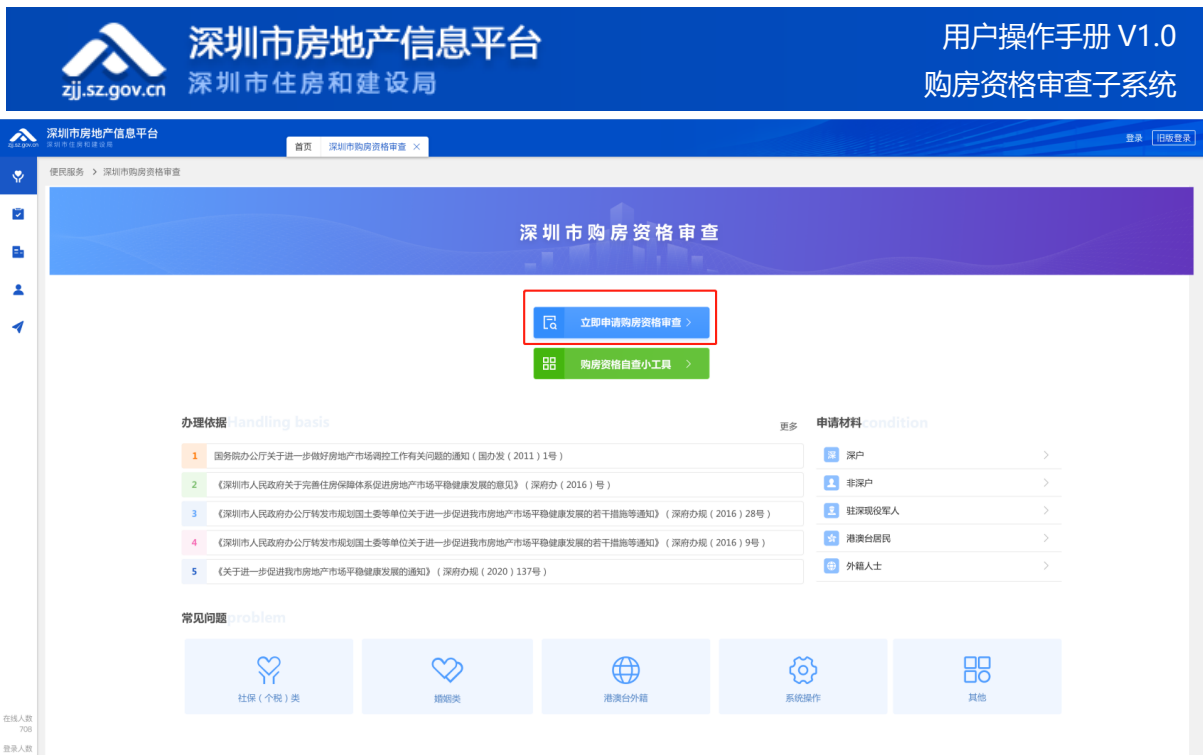 深圳市房地产信息平台
深圳市住房和建设局
zjj.sz.gov.cn
用户操作手册 V1.0
购房资格审查子系统
深圳市房地产信息平台
深圳市住房和建设局
zjj.sz.gov.cn
首页 深圳市购房资格审查 ×
登录 旧版登录
便民服务 > 深圳市购房资格审查
深圳市购房资格审查
立即申请购房资格审查 >
购房资格自查小工具 >
办理依据 Handling basis
更多
1 国务院办公厅关于进一步做好房地产市场调控工作有关问题的通知(国办发(2011)1号)
2 《深圳市人民政府关于完善住房保障体系促进房地产市场平稳健康发展的意见》(深府办(2016)号)
3 《深圳市人民政府办公厅转发市规划国土委等单位关于进一步促进我市房地产市场平稳健康发展的若干措施等通知》(深府办规(2016)28号)
4 《深圳市人民政府办公厅转发市规划国土委等单位关于进一步促进我市房地产市场平稳健康发展的若干措施等通知》(深府办规(2016)9号)
5 《关于进一步促进我市房地产市场平稳健康发展的通知》(深府办规(2020)137号)
申请材料 condition
深 深户
非深户
驻深现役军人
港澳台居民
外籍人士
常见问题 problem
社保(个税)类
婚姻类
港澳台外籍
系统操作
其他
在线人数
708
登录人数